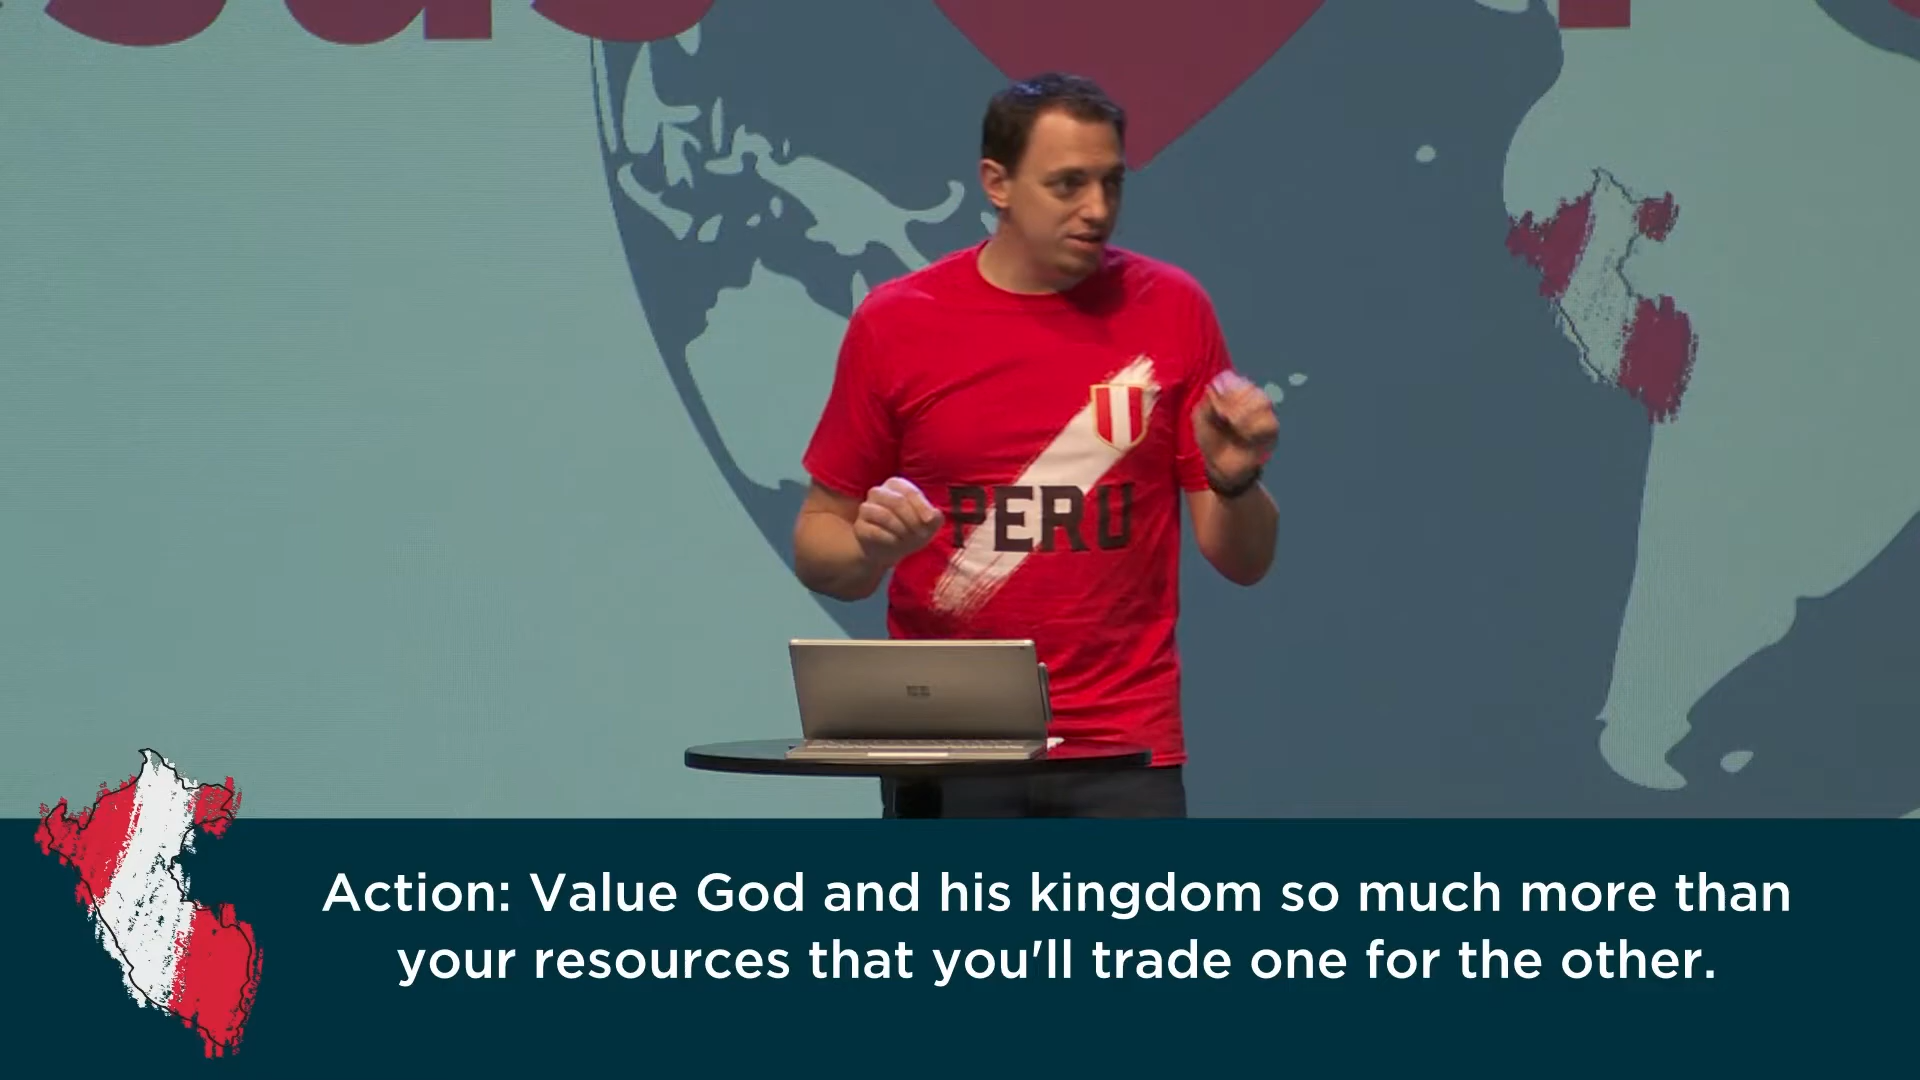 PERU
Action: Value God and his kingdom so much more than
your resources that you'll trade one for the other.